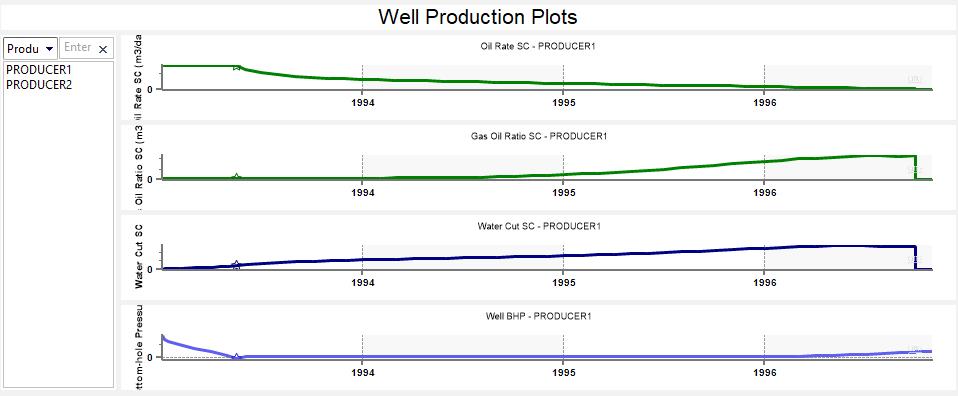 Well Production Plots
Produ
Enter
PRODUCER1
PRODUCER2
Oil Rate SC - PRODUCER1
il Rate SC (m3/da
0
1994
1995
1996
Gas Oil Ratio SC - PRODUCER1
Oil Ratio SC (m3
0
1994
1995
1996
Water Cut SC - PRODUCER1
Water Cut SC
0
1994
1995
1996
Well BHP - PRODUCER1
ttom-hole Pressu
0
1994
1995
1996